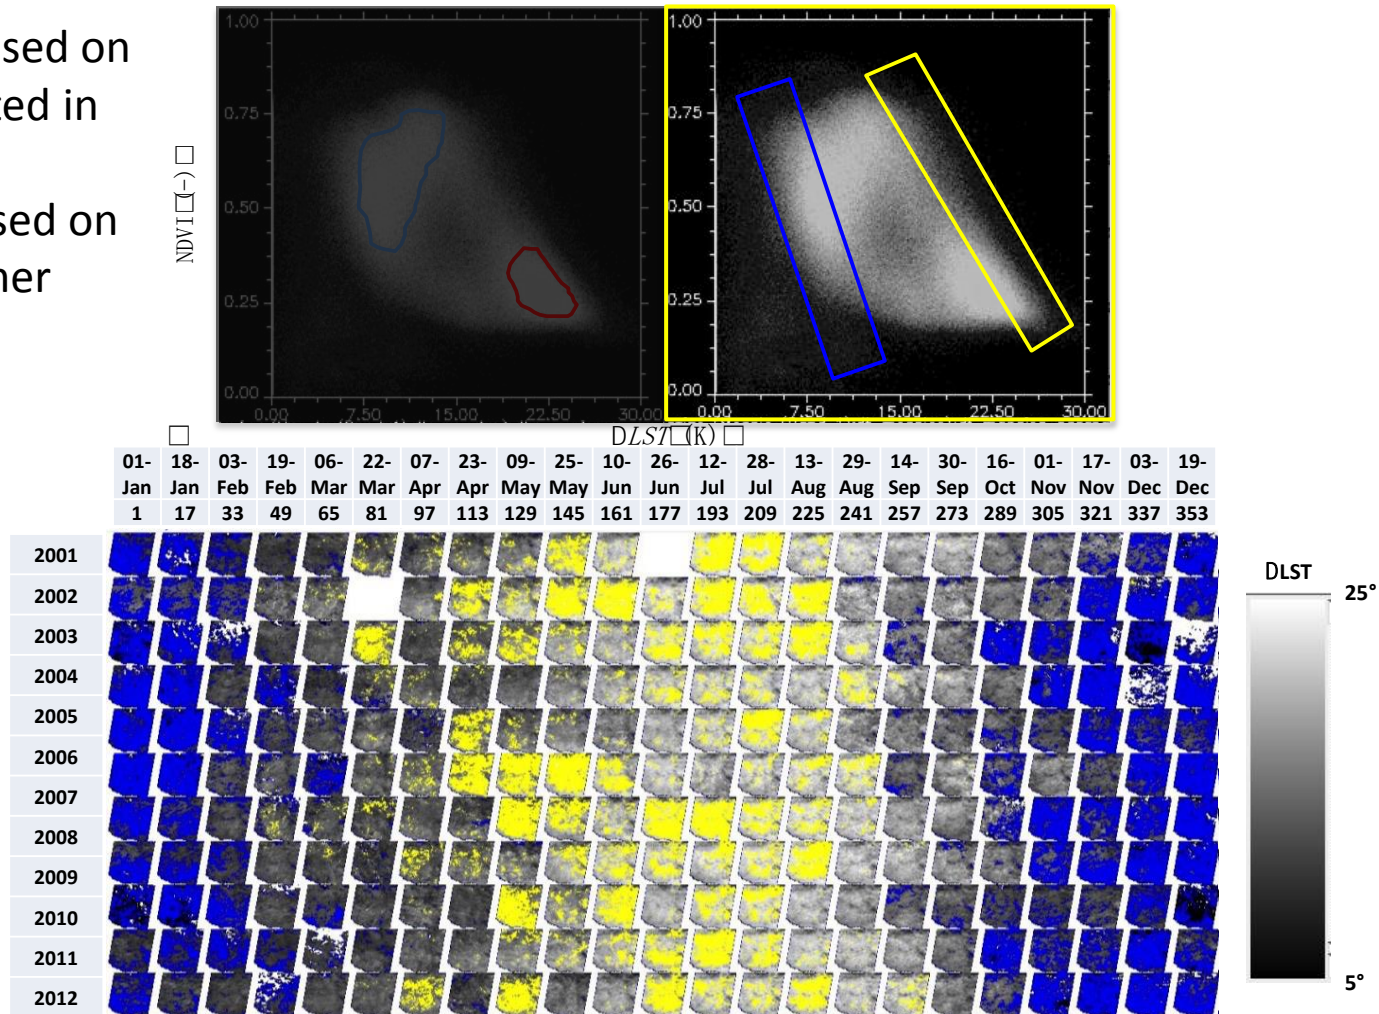 sed on
ted in
sed on
ner
NDVI (-)
1.00
0.75
0.50
0.25
0.00
0.00 7.50 15.00 22.50 30.00
1.00
0.75
0.50
0.25
0.00
0.00 7.50 15.00 22.50 30.00
DLST (K)
01-Jan 18-Jan 03-Feb 19-Feb 06-Mar 22-Mar 07-Apr 23-Apr 09-May 25-May 10-Jun 26-Jun 12-Jul 28-Jul 13-Aug 29-Aug 14-Sep 30-Sep 16-Oct 01-Nov 17-Nov 03-Dec 19-Dec
1 17 33 49 65 81 97 113 129 145 161 177 193 209 225 241 257 273 289 305 321 337 353
2001
2002
2003
2004
2005
2006
2007
2008
2009
2010
2011
2012
DLST
25°
5°